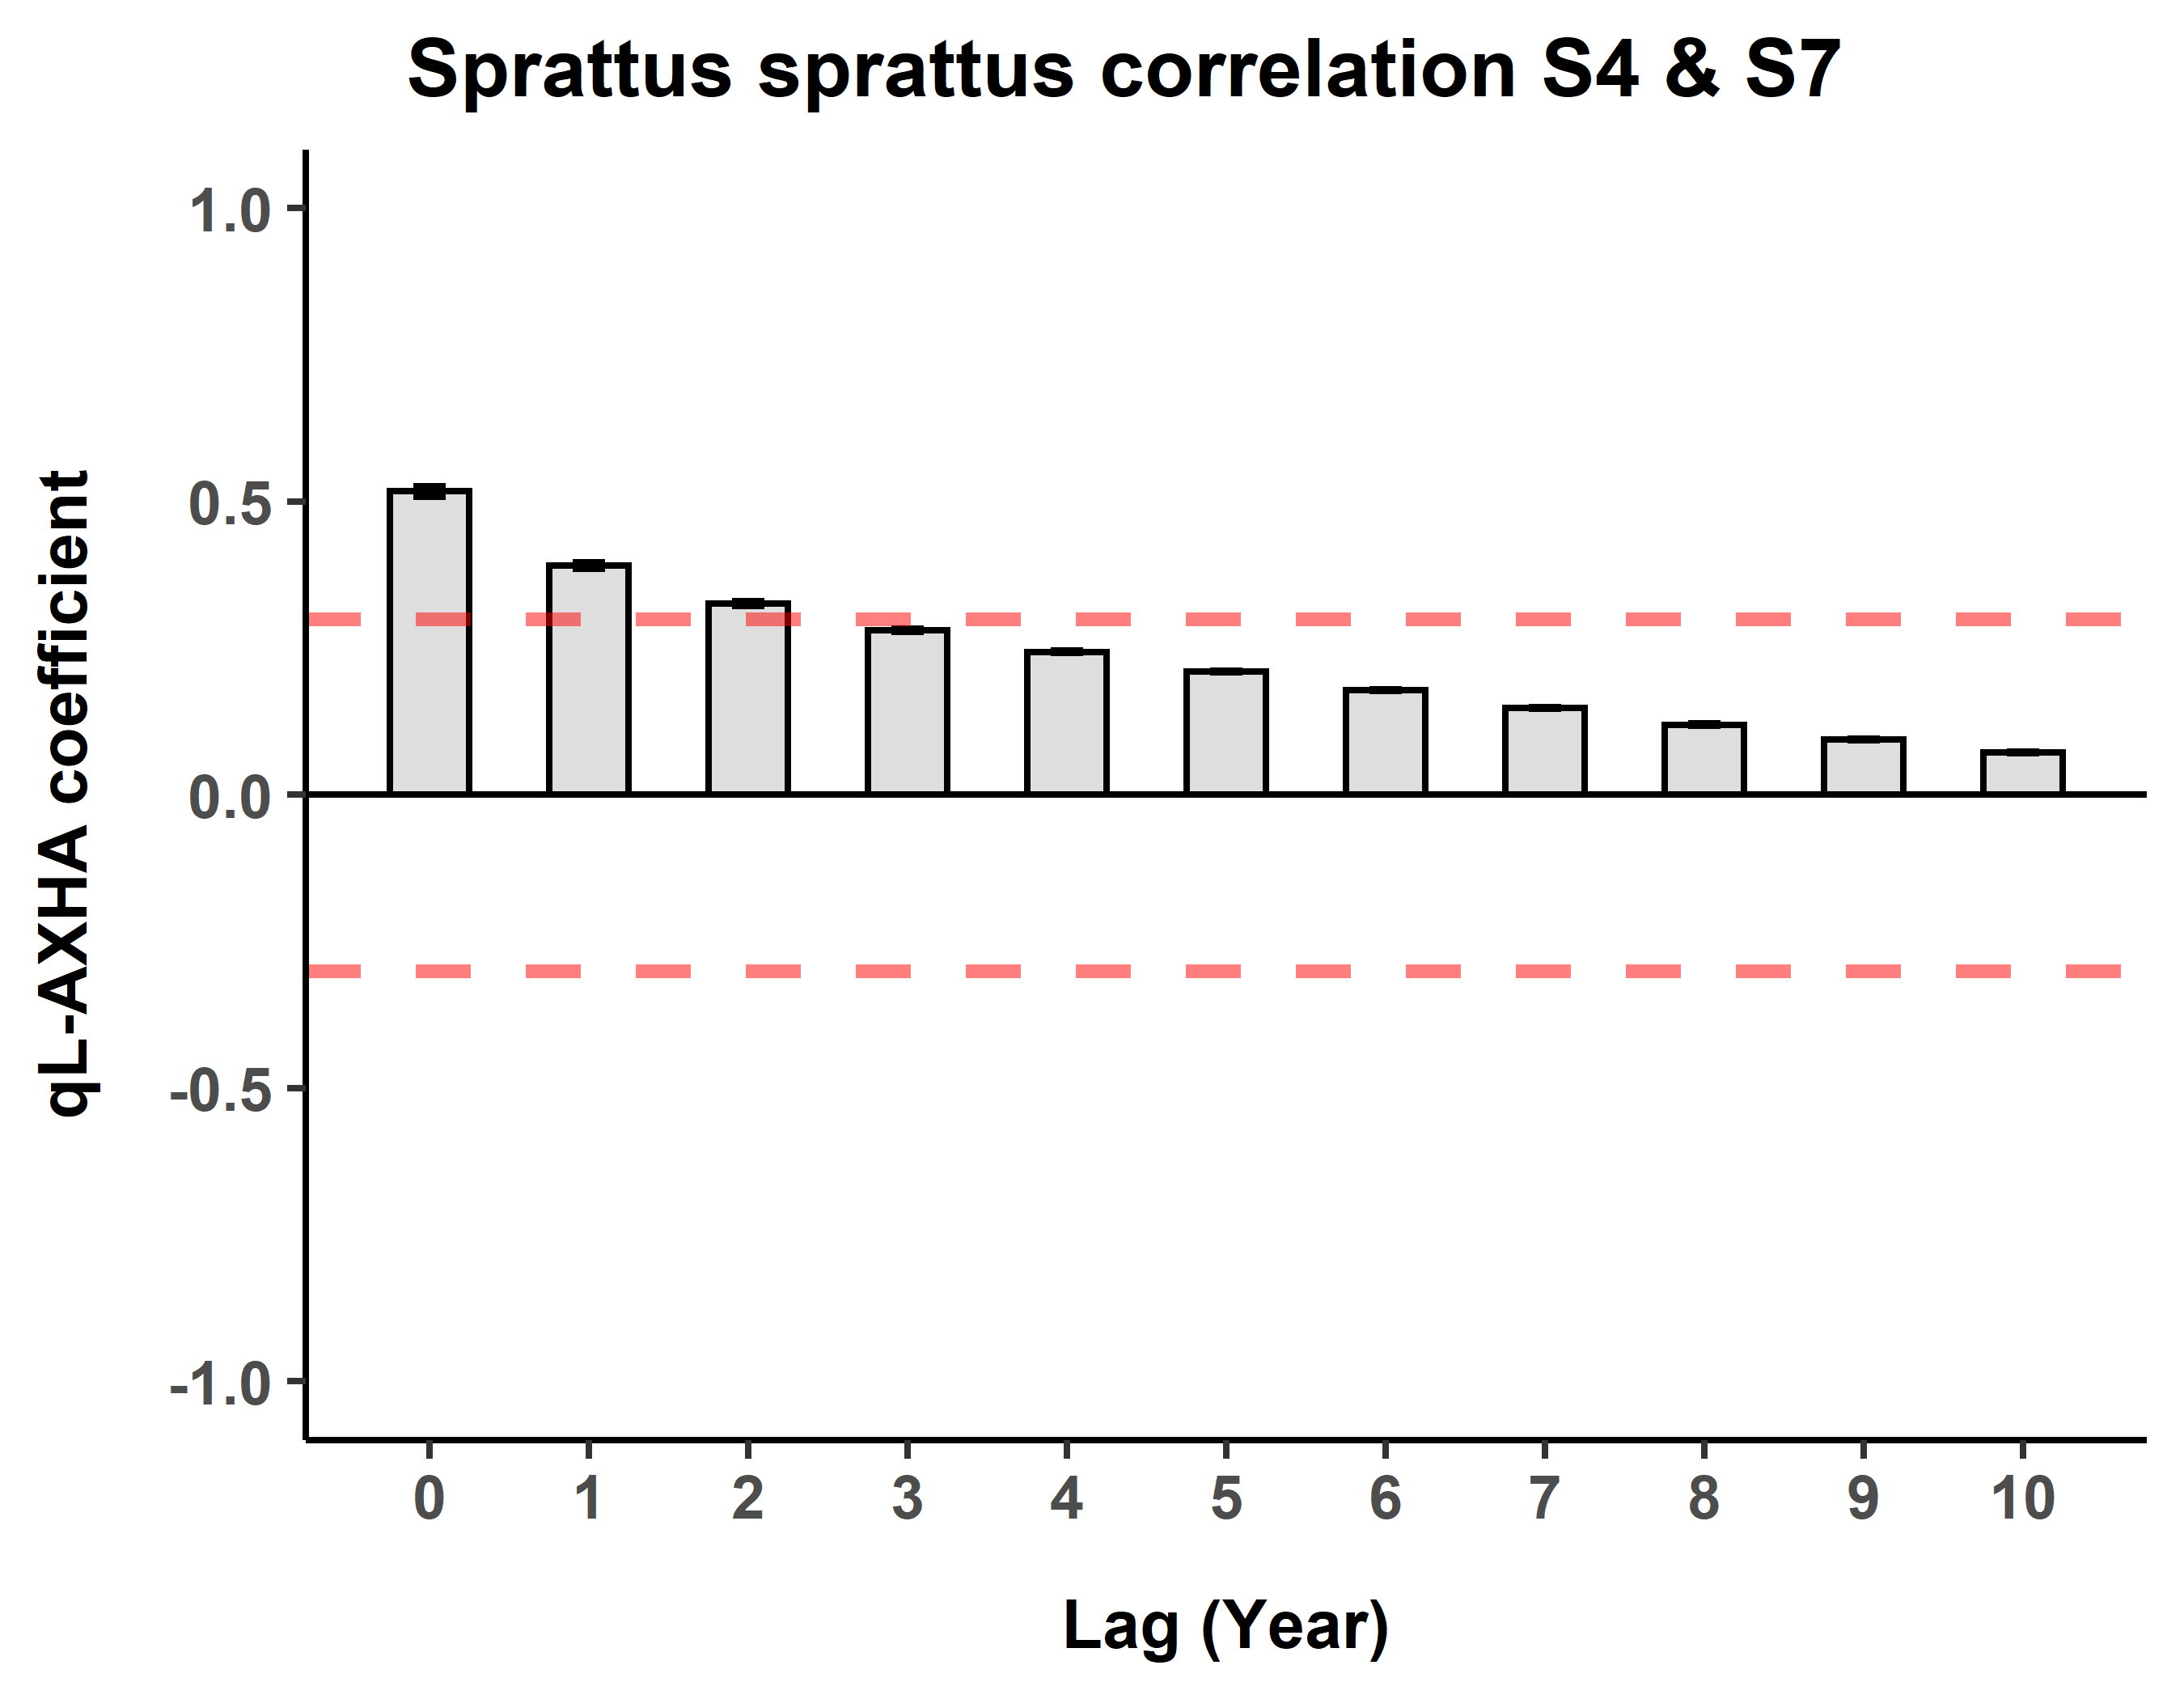 Sprattus sprattus correlation S4 & S7
qL-AXHA coefficient
1.0
0.5
0.0
-0.5
-1.0
0 1 2 3 4 5 6 7 8 9 10
Lag (Year)